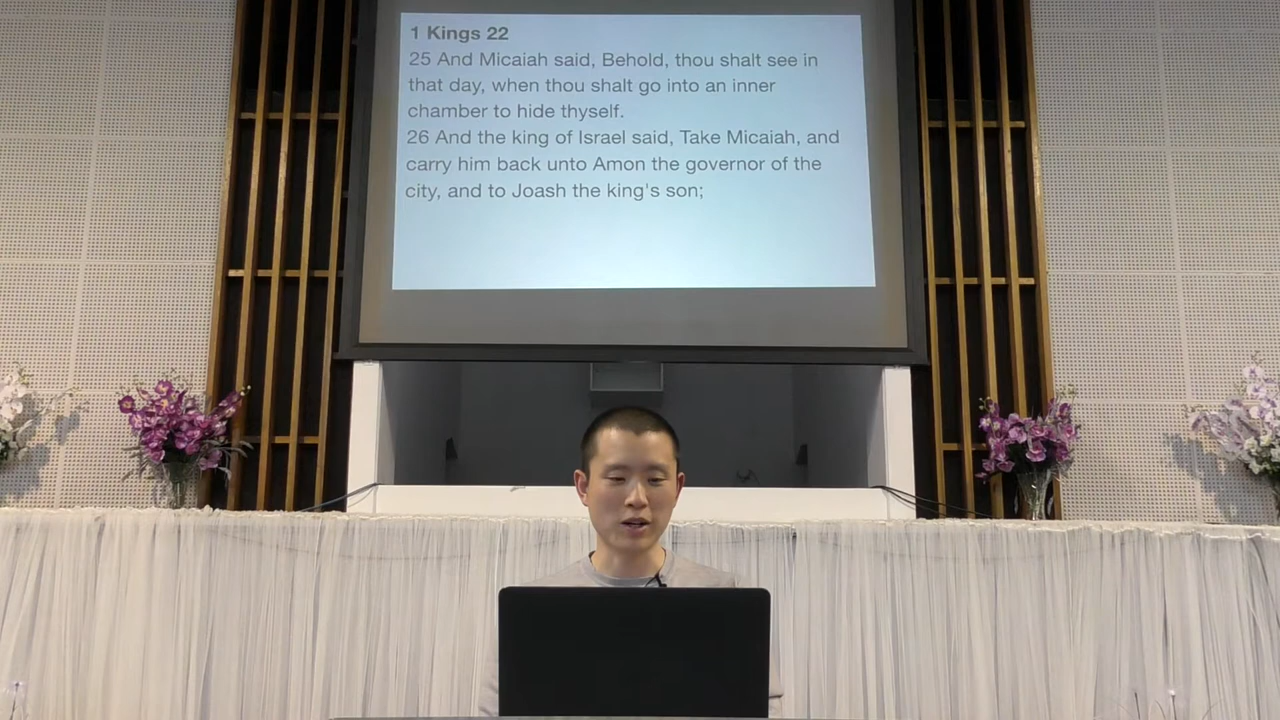 1 Kings 22
25 And Micaiah said, Behold, thou shalt see in
that day, when thou shalt go into an inner
chamber to hide thyself.
26 And the king of Israel said, Take Micaiah, and
carry him back unto Amon the governor of the
city, and to Joash the king's son;